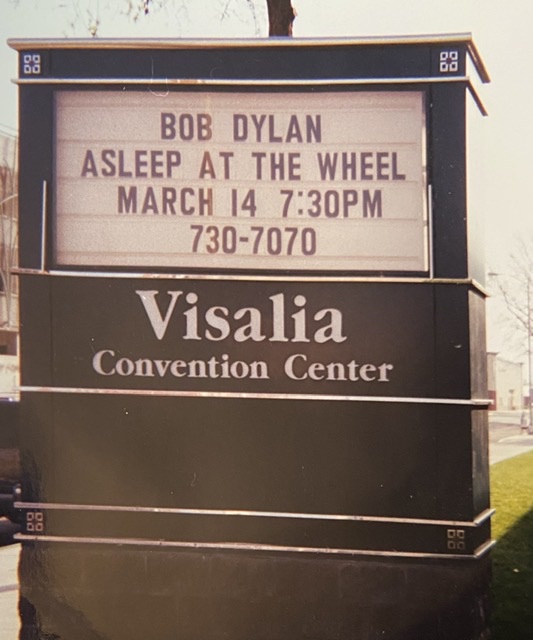 BOB DYLAN
ASLEEP AT THE WHEEL
MARCH 14 7:30PM
730-7070
Visalia
Convention Center